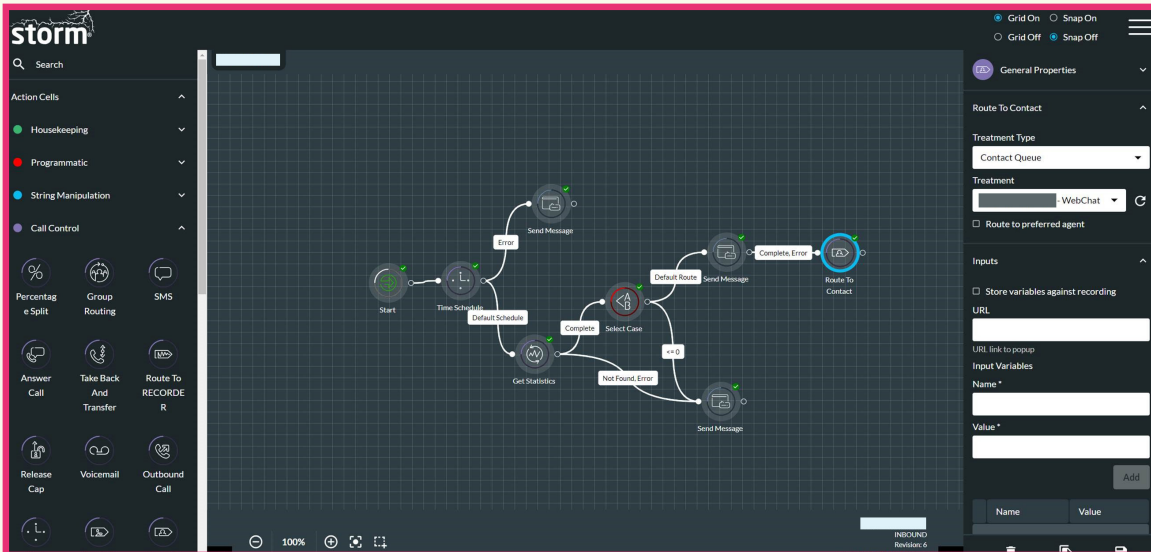 storm
Grid On
Snap On
Grid Off
Snap Off
Search
Action Cells
Housekeeping
Programmatic
String Manipulation
Call Control
Percentag
e Split
Group
Routing
SMS
Answer
Call
Take Back
And
Transfer
Route To
RECORDE
R
Release
Cap
Voicemail
Outbound
Call
Start
Time Schedule
Error
Send Message
Default Schedule
Get Statistics
Complete
Select Case
Not Found, Error
Default Route
Send Message
<= 0
Send Message
Complete, Error
Route To
Contact
100%
INBOUND
Revision: 6
General Properties
Route To Contact
Treatment Type
Contact Queue
Treatment
- WebChat
Route to preferred agent
Inputs
Store variables against recording
URL
URL link to popup
Input Variables
Name *
Value *
Add
Name
Value